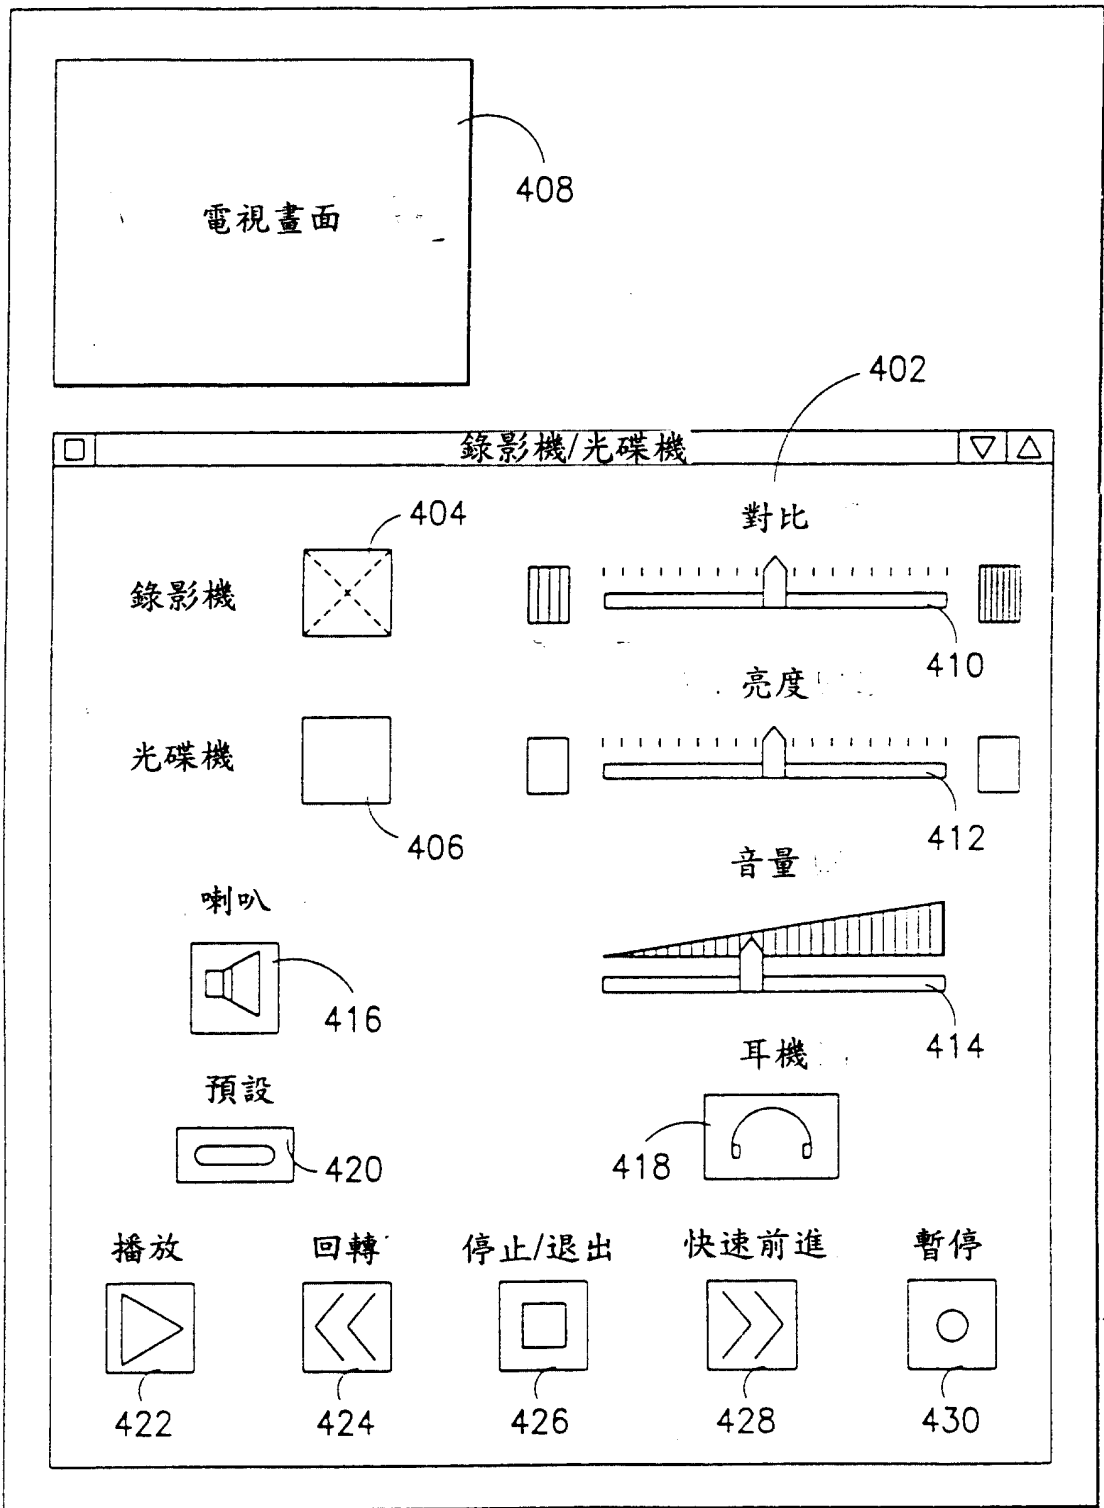 408
電視畫面
402
錄影機/光碟機
404
對比
錄影機
410
亮度
光碟機
406
412
音量
喇叭
416
414
耳機
預設
420
418
播放 回轉 停止/退出 快速前進 暫停
422 424 426 428 430